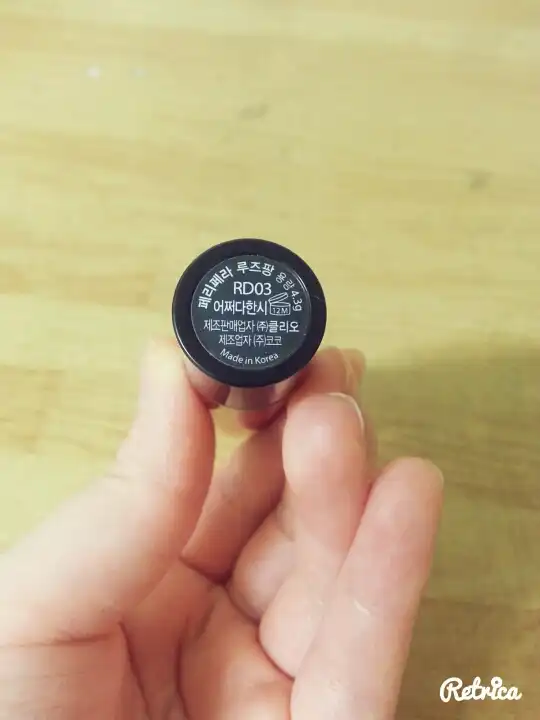 페리페라 루즈팡 용량 4.3g
RD03
어쩌다한시
12M
제조판매업자 (주)클리오
제조업자 (주)코코
Made in Korea
Retrica